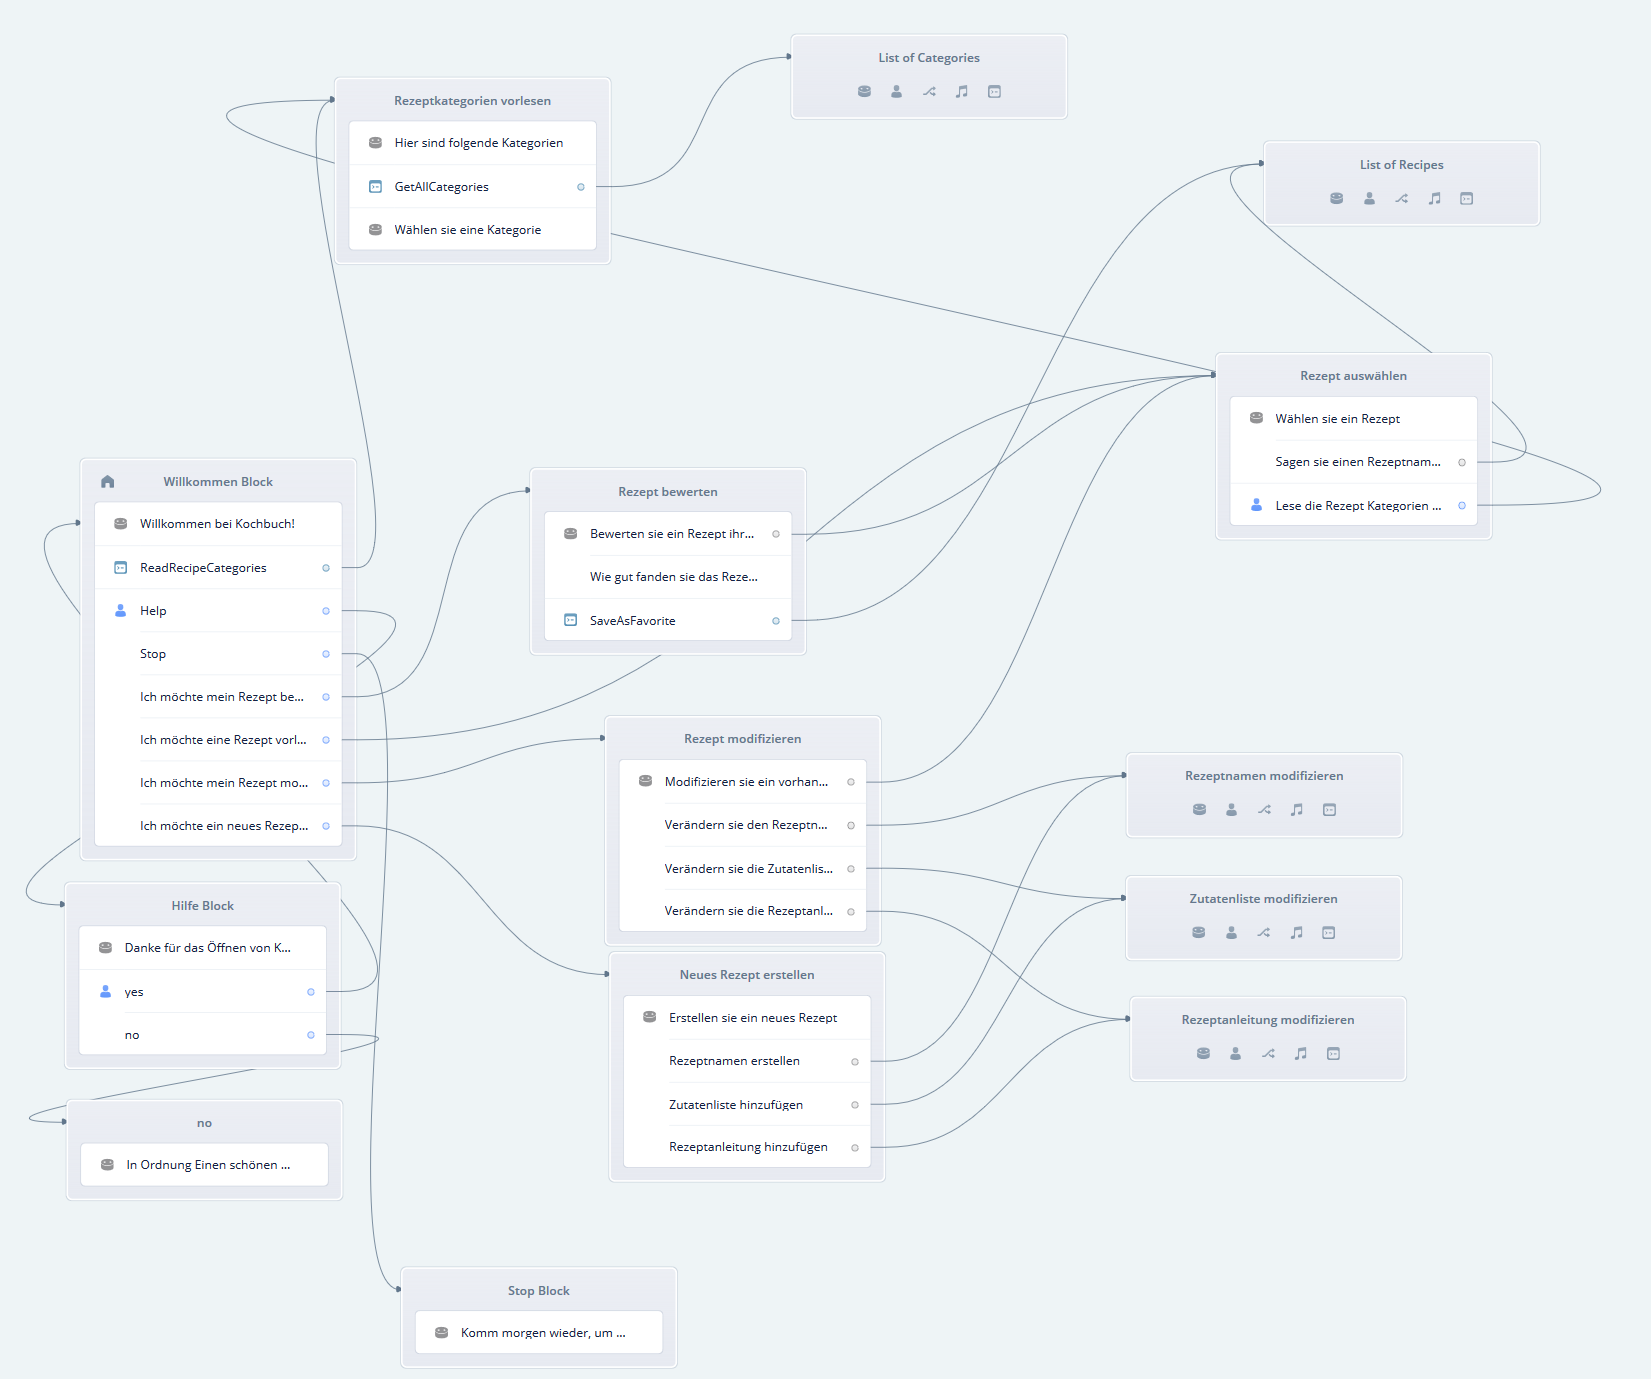 List of Categories
Rezeptkategorien vorlesen
Hier sind folgende Kategorien
GetAllCategories
Wählen sie eine Kategorie
List of Recipes
Rezept auswählen
Wählen sie ein Rezept
Sagen sie einen Rezeptnam...
Lese die Rezept Kategorien ...
Willkommen Block
Willkommen bei Kochbuch!
ReadRecipeCategories
Help
Stop
Ich möchte mein Rezept be...
Ich möchte eine Rezept vorl...
Ich möchte mein Rezept mo...
Ich möchte ein neues Rezep...
Rezept bewerten
Bewerten sie ein Rezept ihr...
Wie gut fanden sie das Reze...
SaveAsFavorite
Rezept modifizieren
Modifizieren sie ein vorhan...
Verändern sie den Rezeptn...
Verändern sie die Zutatenlis...
Verändern sie die Rezeptanl...
Rezeptnamen modifizieren
Zutatenliste modifizieren
Rezeptanleitung modifizieren
Hilfe Block
Danke für das Öffnen von K...
yes
no
Neues Rezept erstellen
Erstellen sie ein neues Rezept
Rezeptnamen erstellen
Zutatenliste hinzufügen
Rezeptanleitung hinzufügen
no
In Ordnung Einen schönen ...
Stop Block
Komm morgen wieder, um ...